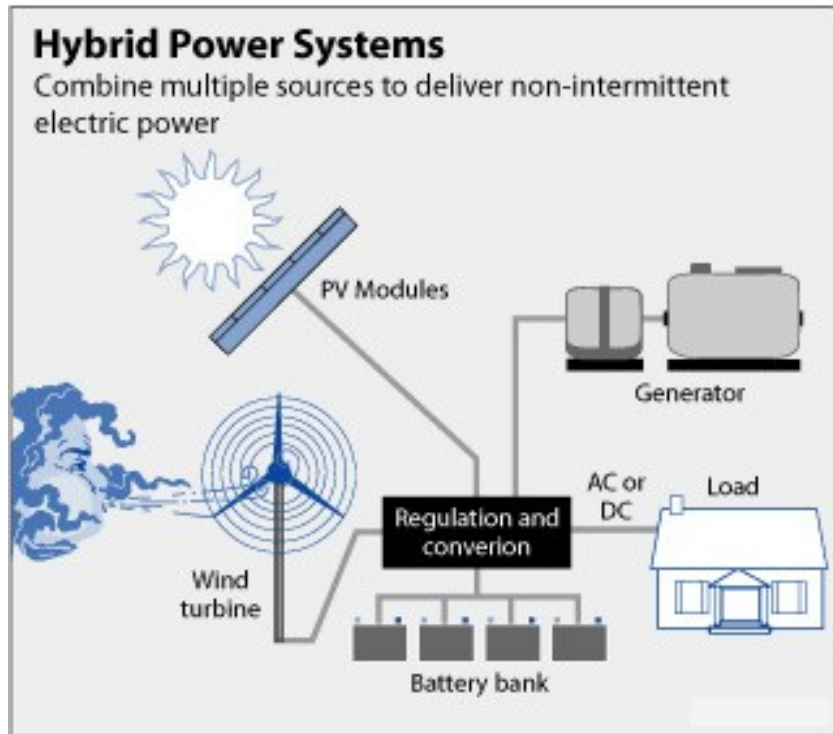 Hybrid Power Systems
Combine multiple sources to deliver non-intermittent
electric power
PV Modules
Generator
AC or
DC
Load
Regulation and
converion
Wind
turbine
Battery bank